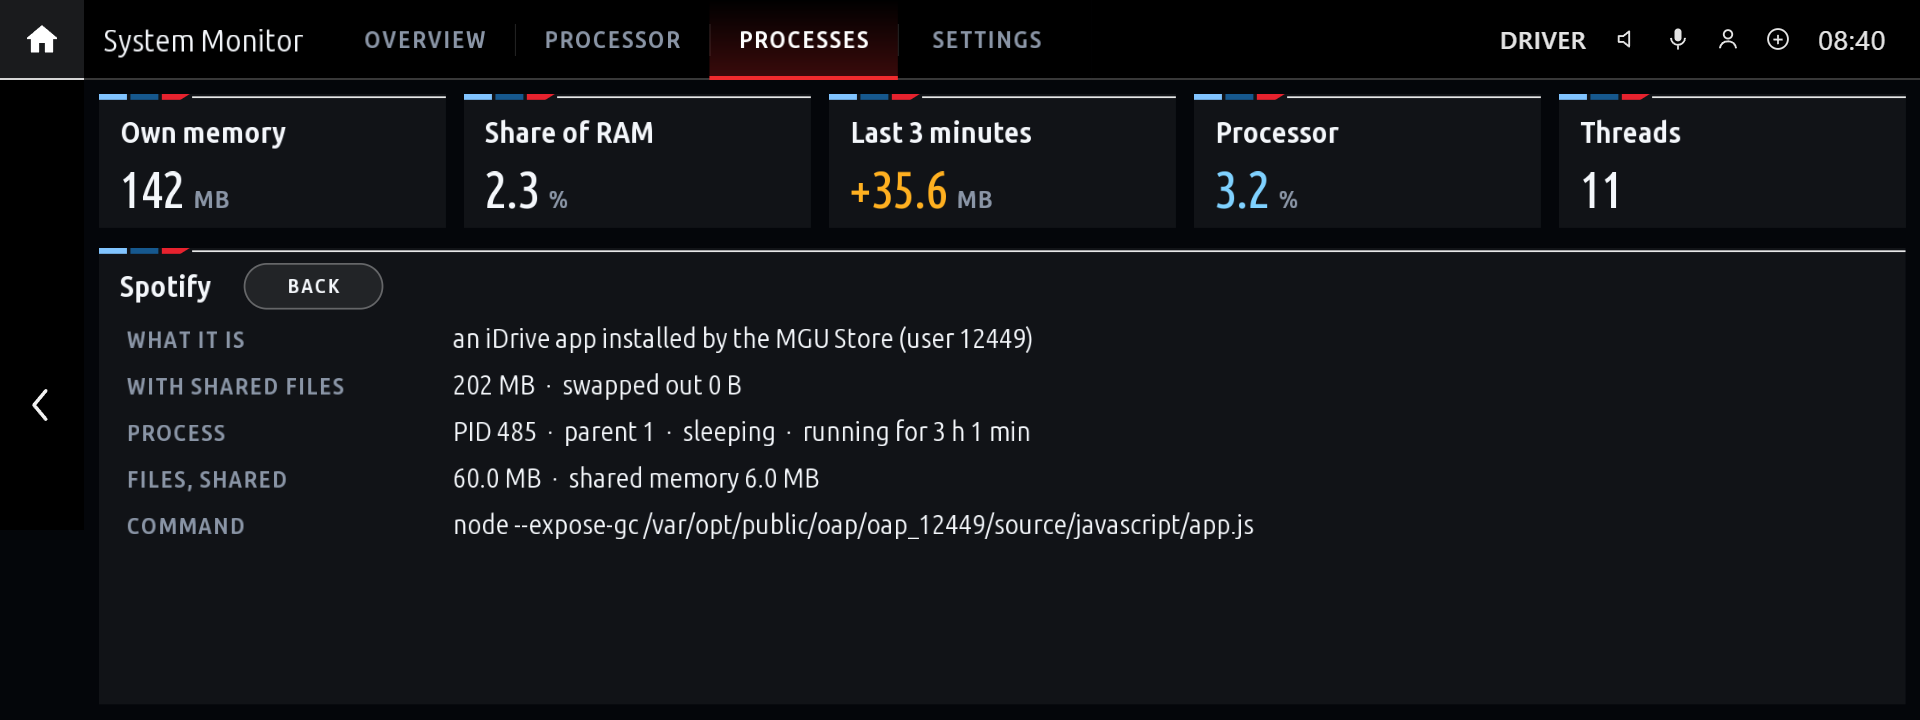 System Monitor
OVERVIEW
PROCESSOR
PROCESSES
SETTINGS
DRIVER
08:40
Own memory
142 MB
Share of RAM
2.3 %
Last 3 minutes
+35.6 MB
Processor
3.2 %
Threads
11
Spotify
BACK
WHAT IT IS an iDrive app installed by the MGU Store (user 12449)
WITH SHARED FILES 202 MB · swapped out 0 B
PROCESS PID 485 · parent 1 · sleeping · running for 3 h 1 min
FILES, SHARED 60.0 MB · shared memory 6.0 MB
COMMAND node --expose-gc /var/opt/public/oap/oap_12449/source/javascript/app.js